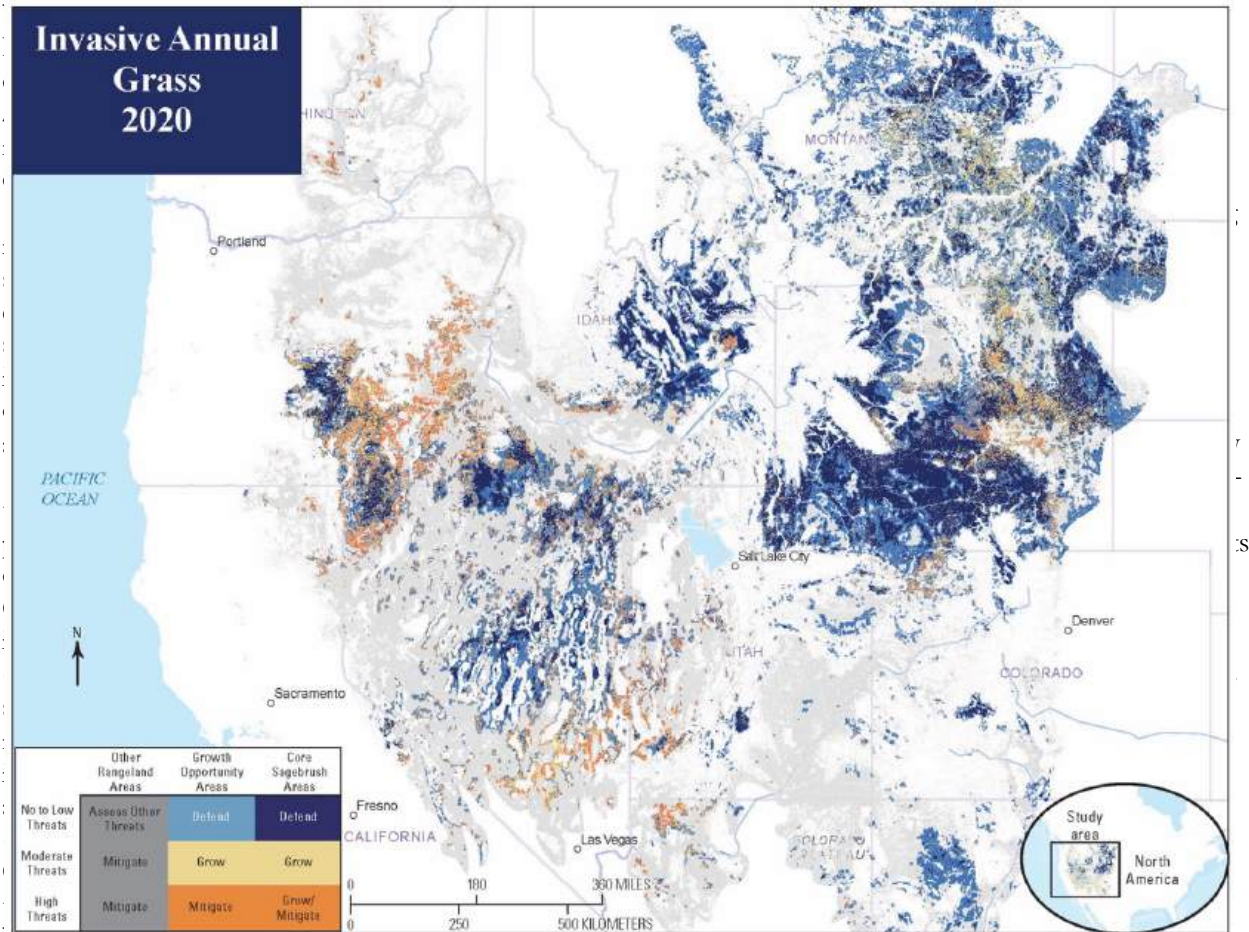 Invasive Annual
Grass
2020
MONTAN
Portland
IDAH
PACIFIC
OCEAN
Salt Lake City
N
Denver
UTAH
COLORADO
Sacramento
Other
Rangeland
Areas
Growth
Opportunity
Areas
Core
Sagebrush
Areas
No to Low
Threats
Assess Other
Threats
Defend
Defend
Moderate
Threats
Mitigate
Grow
Grow
High
Threats
Mitigate
Mitigate
Grow/
Mitigate
Fresno
CALIFORNIA
Las Vegas
0 180 360 MILES
0 250 500 KILOMETERS
Study
area
North
America